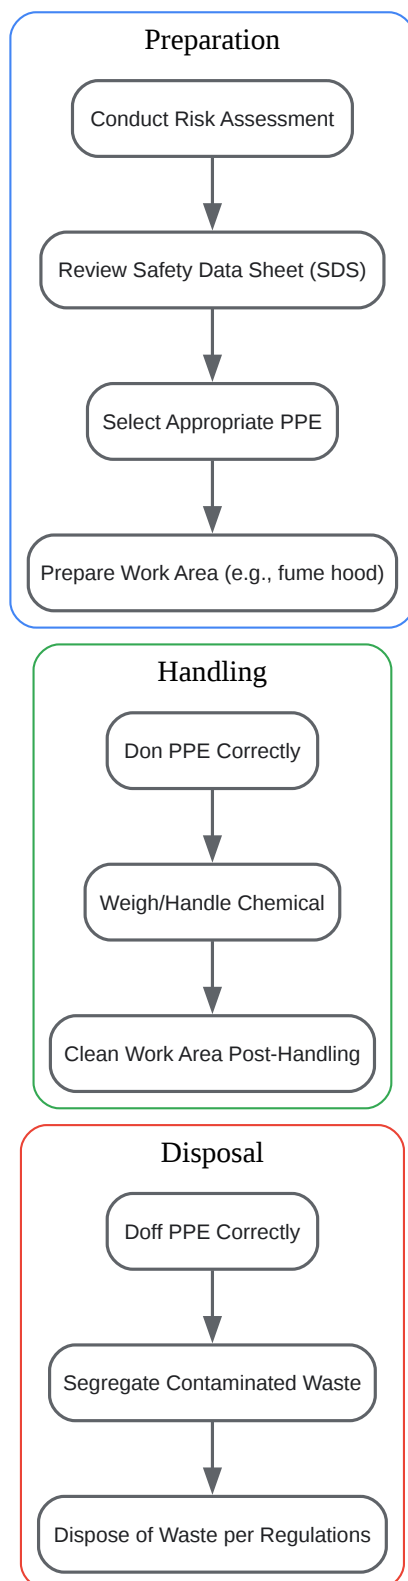 Preparation
Conduct Risk Assessment
Review Safety Data Sheet (SDS)
Select Appropriate PPE
Prepare Work Area (e.g., fume hood)
Handling
Don PPE Correctly
Weigh/Handle Chemical
Clean Work Area Post-Handling
Disposal
Doff PPE Correctly
Segregate Contaminated Waste
Dispose of Waste per Regulations